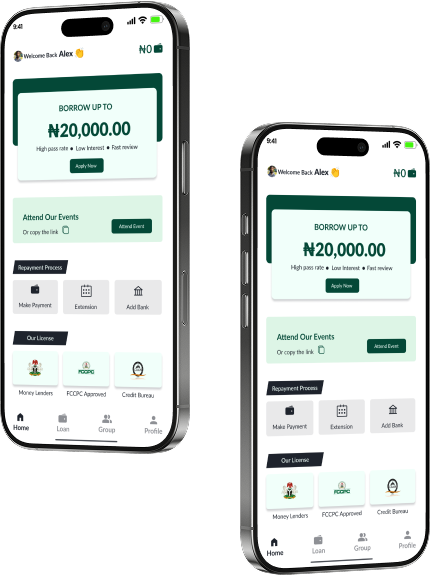 9:41
Welcome Back Alex 👏
₦0
BORROW UP TO
₦20,000.00
High pass rate • Low Interest • Fast review
Apply Now
Attend Our Events
Or copy the link
Attend Event
Repayment Process
Make Payment
Extension
Add Bank
Our License
FCCPC
Money Lenders
FCCPC Approved
Credit Bureau
Home
Loan
Group
Profile
9:41
Welcome Back Alex 👏
₦0
BORROW UP TO
₦20,000.00
High pass rate • Low Interest • Fast review
Apply Now
Attend Our Events
Or copy the link
Attend Event
Repayment Process
Make Payment
Extension
Add Bank
Our License
FCCPC
Money Lenders
FCCPC Approved
Credit Bureau
Home
Loan
Group
Profile